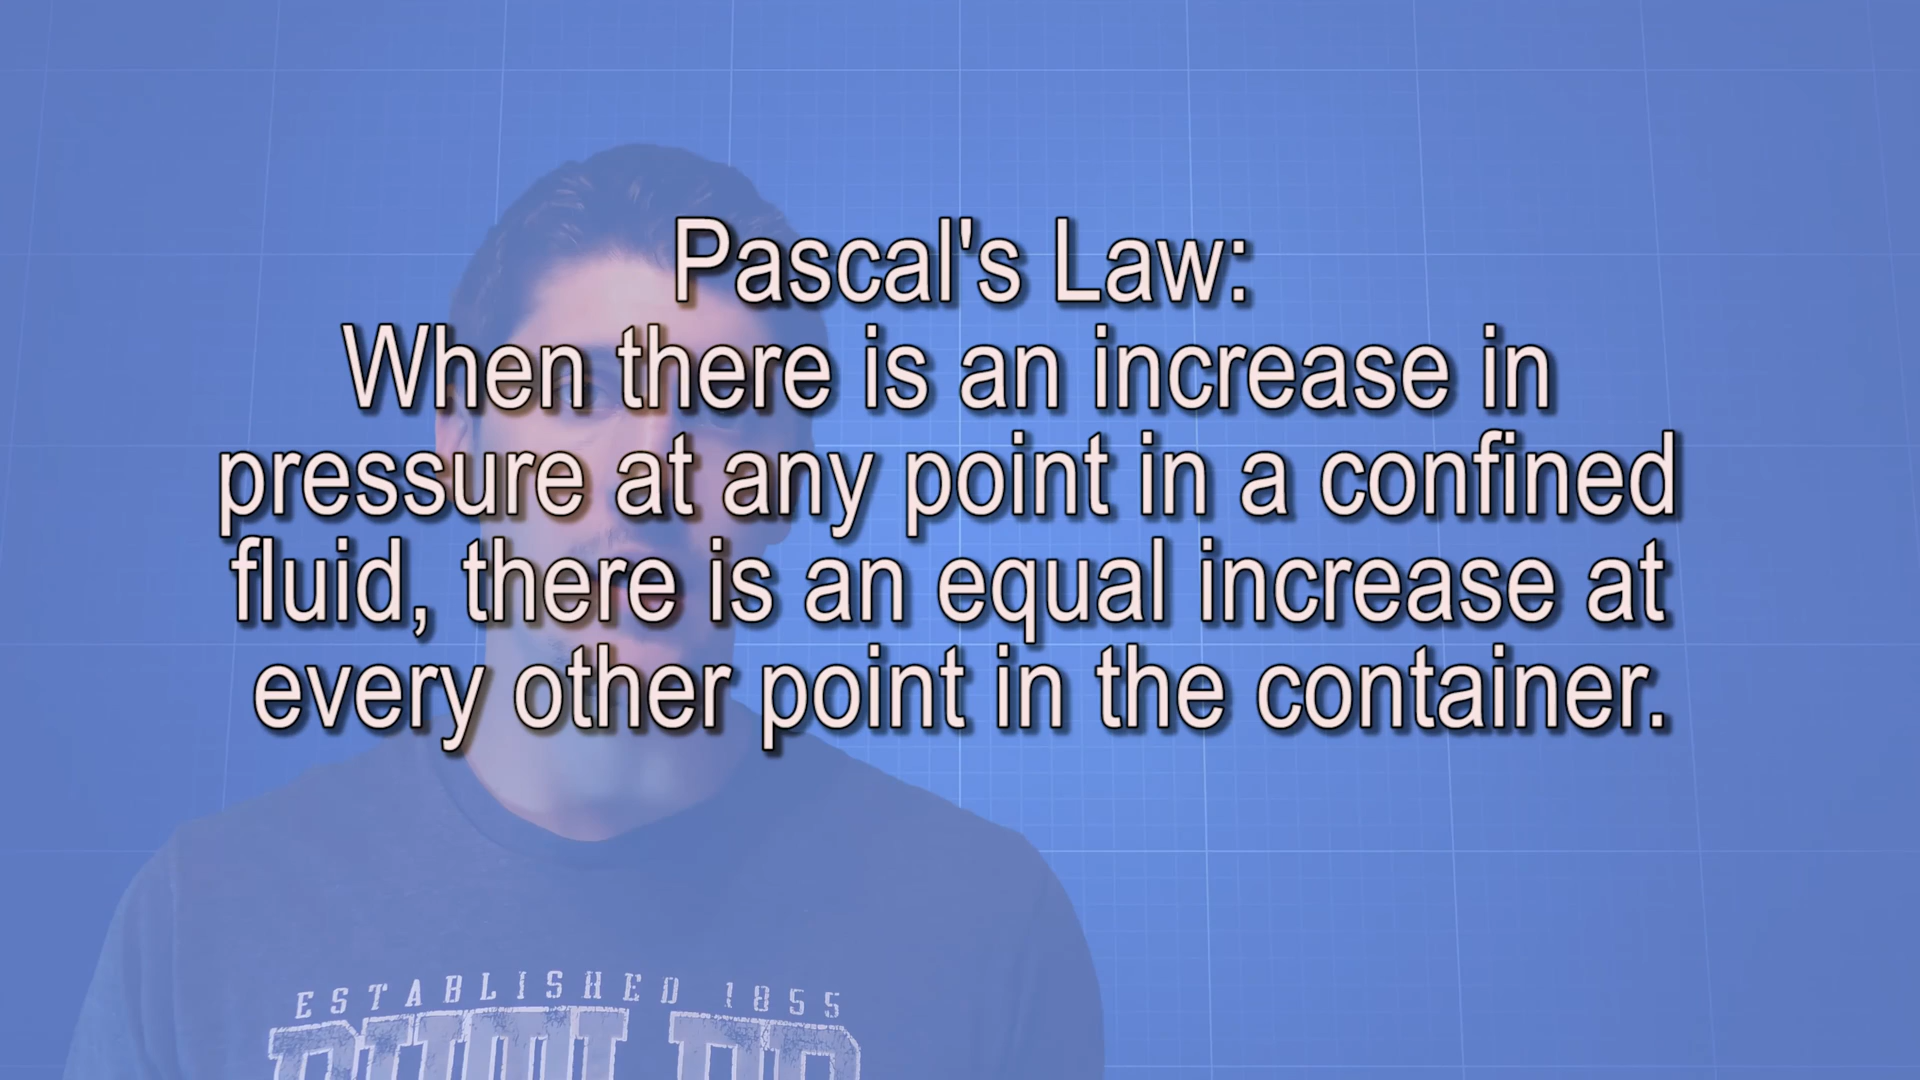 Pascal's Law:
When there is an increase in
pressure at any point in a confined
fluid, there is an equal increase at
every other point in the container.
ESTABLISHED 1855